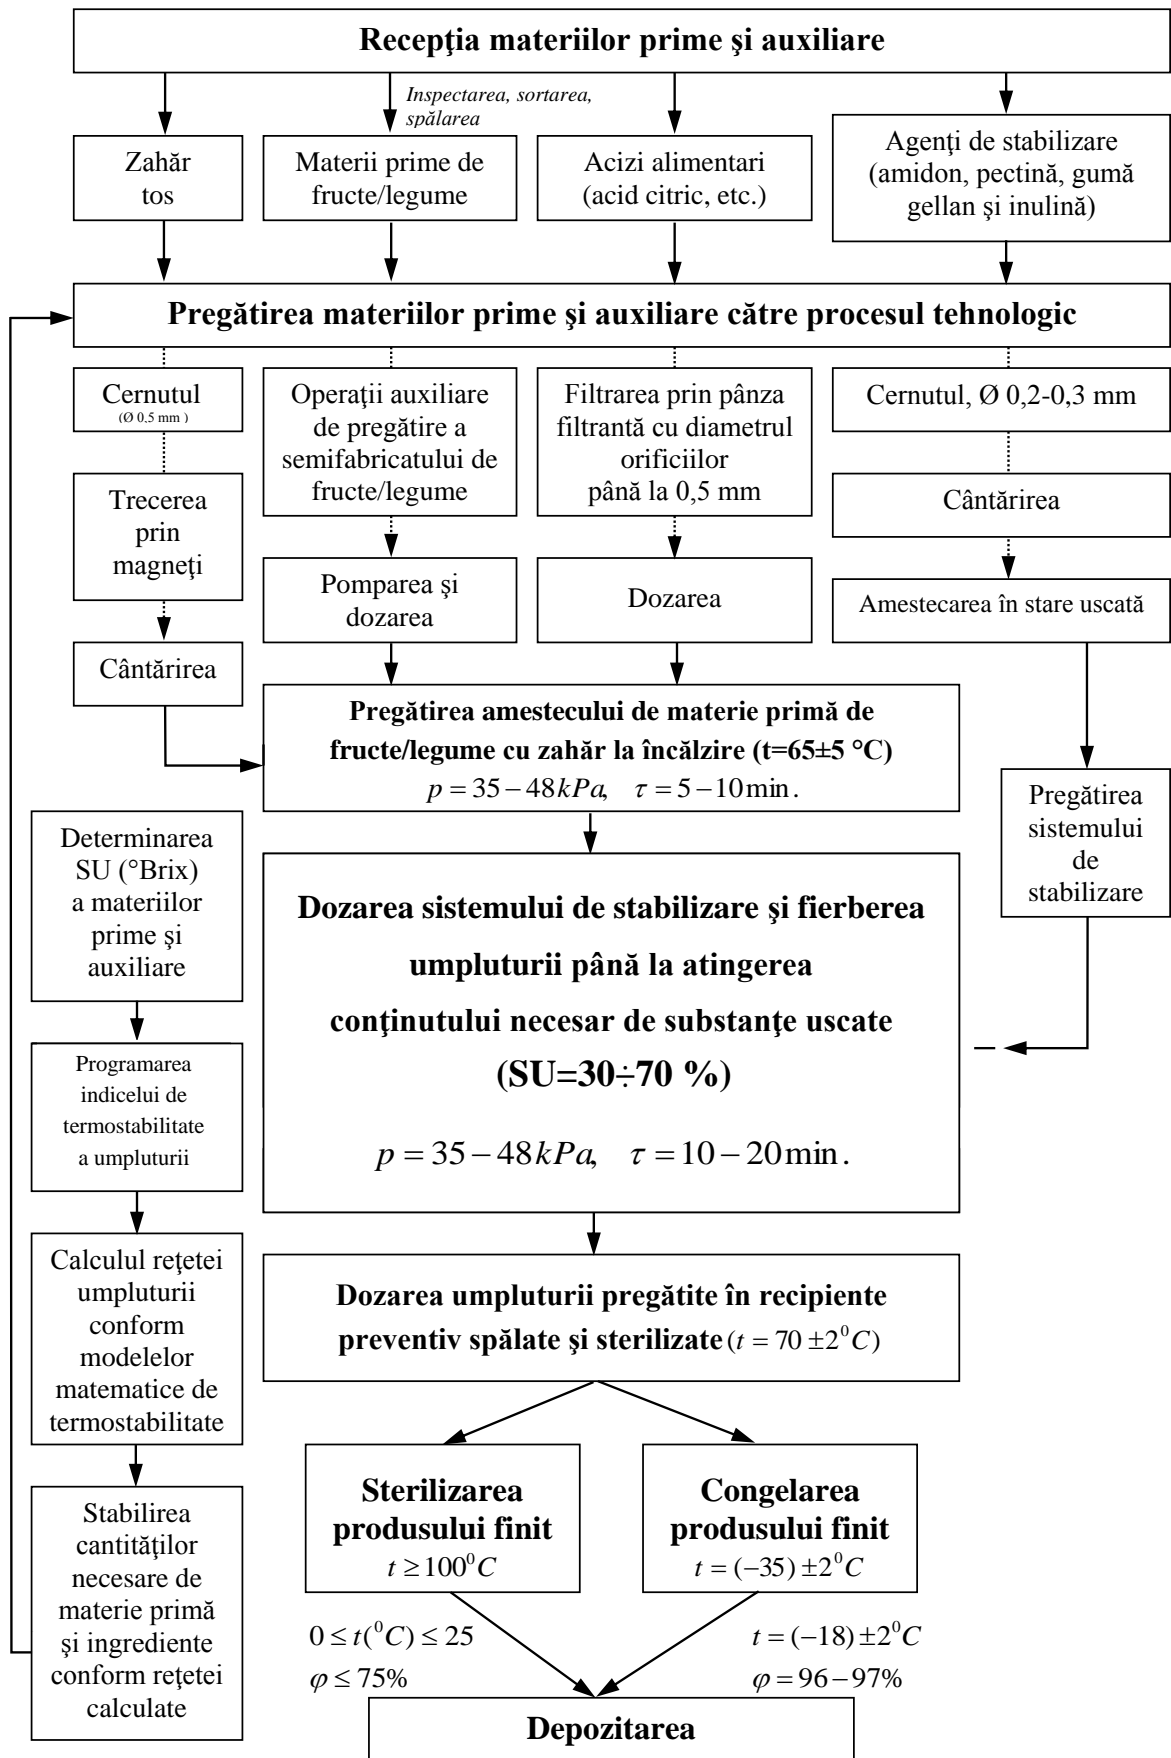 Recepţia materiilor prime şi auxiliare
Inspectarea, sortarea,
spălarea
Zahăr
tos
Materii prime de
fructe/legume
Acizi alimentari
(acid citric, etc.)
Agenţi de stabilizare
(amidon, pectină, gumă
gellan şi inulină)
Pregătirea materiilor prime şi auxiliare către procesul tehnologic
Cernutul
(Ø 0,5 mm )
Operaţii auxiliare
de pregătire a
semifabricatului de
fructe/legume
Filtrarea prin pânza
filtrantă cu diametrul
orificiilor
până la 0,5 mm
Cernutul, Ø 0,2-0,3 mm
Trecerea
prin
magneţi
Cântărirea
Pomparea şi
dozarea
Dozarea
Amestecarea în stare uscată
Cântărirea
Pregătirea amestecului de materie primă de
fructe/legume cu zahăr la încălzire (t=65±5 °C)
p = 35 – 48kPa, τ = 5 – 10 min.
Pregătirea
sistemului
de
stabilizare
Determinarea
SU (°Brix)
a materiilor
prime şi
auxiliare
Dozarea sistemului de stabilizare şi fierberea
umpluturii până la atingerea
conţinutului necesar de substanţe uscate
(SU=30÷70 %)
p = 35 – 48kPa, τ = 10 – 20 min.
Programarea
indicelui de
termostabilitate
a umpluturii
Calculul reţetei
umpluturii
conform
modelelor
matematice de
termostabilitate
Dozarea umpluturii pregătite în recipiente
preventiv spălate şi sterilizate (t = 70 ±2⁰C)
Sterilizarea
produsului finit
t ≥ 100⁰C
Congelarea
produsului finit
t = (–35) ±2⁰C
Stabilirea
cantităţilor
necesare de
materie primă
şi ingrediente
conform reţetei
calculate
0 ≤ t(⁰C) ≤ 25
φ ≤ 75%
t = (–18) ±2⁰C
φ = 96 – 97%
Depozitarea